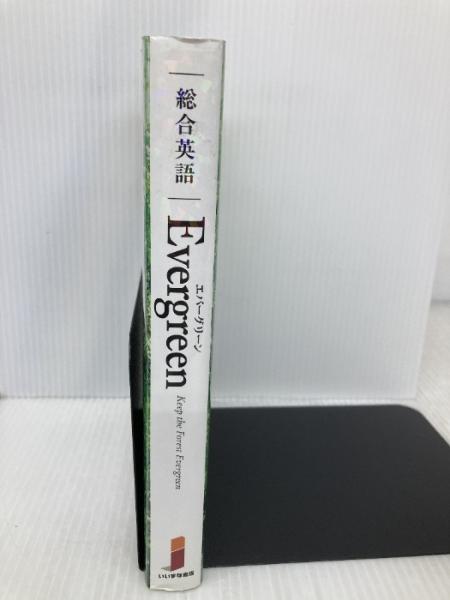 総合英語
Evergreen
エバーグリーン
Keep the Forest Evergreen
いいずな書店